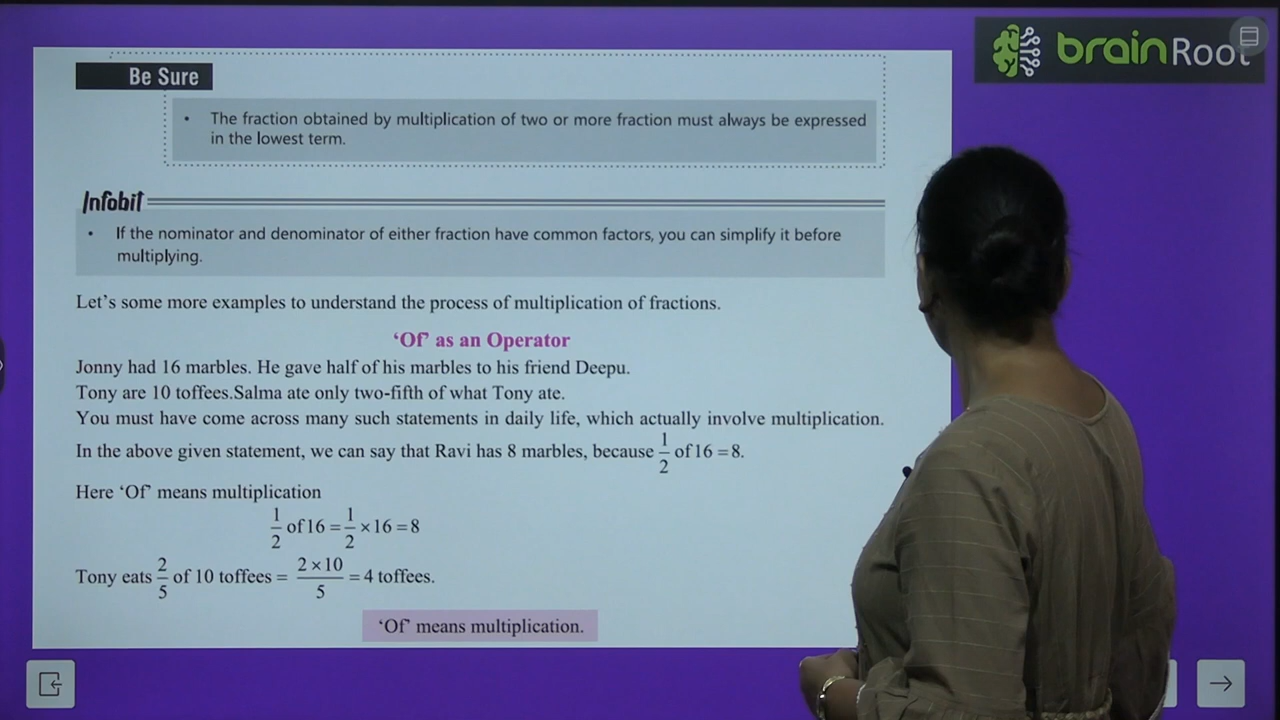 brainRoot
Be Sure
• The fraction obtained by multiplication of two or more fraction must always be expressed
in the lowest term.
Infobit
• If the nominator and denominator of either fraction have common factors, you can simplify it before
multiplying.
Let's some more examples to understand the process of multiplication of fractions.
'Of' as an Operator
Jonny had 16 marbles. He gave half of his marbles to his friend Deepu.
Tony are 10 toffees.Salma ate only two-fifth of what Tony ate.
You must have come across many such statements in daily life, which actually involve multiplication.
In the above given statement, we can say that Ravi has 8 marbles, because 1/2 of 16 = 8.
Here 'Of' means multiplication
1/2 of 16 = 1/2 × 16 = 8
Tony eats 2/5 of 10 toffees = 2 × 10/5 = 4 toffees.
'Of' means multiplication.